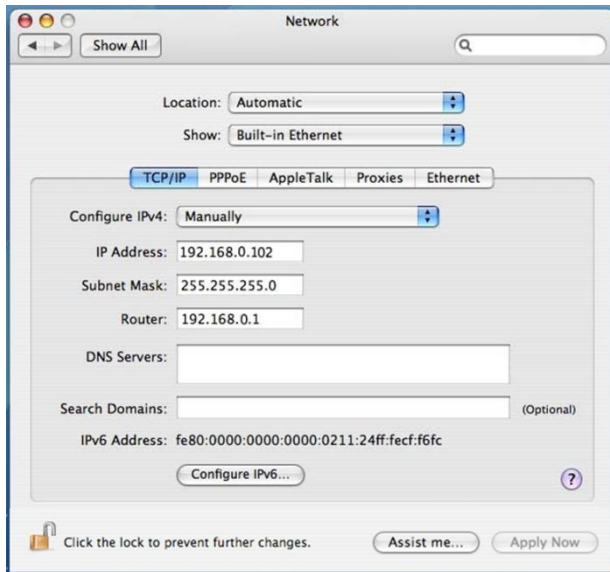 Network
Show All
Location: Automatic
Show: Built-in Ethernet
TCP/IP PPPoE AppleTalk Proxies Ethernet
Configure IPv4: Manually
IP Address: 192.168.0.102
Subnet Mask: 255.255.255.0
Router: 192.168.0.1
DNS Servers:
Search Domains: (Optional)
IPv6 Address: fe80:0000:0000:0000:0211:24ff:fecf:f6fc
Configure IPv6...
?
Click the lock to prevent further changes. Assist me... Apply Now